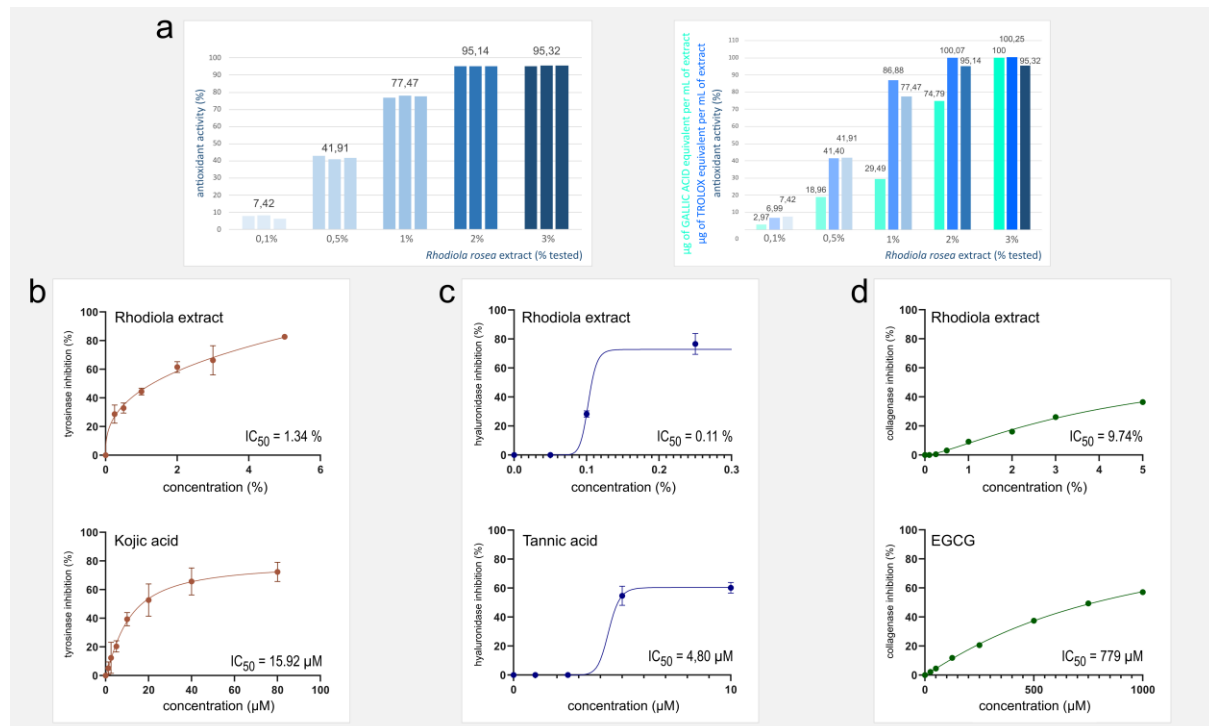 a
antioxidant activity (%)
100
90
80
70
60
50
40
30
20
10
0
7,42
41,91
77,47
95,14
95,32
0,1%
0,5%
1%
2%
3%
Rhodiola rosea extract (% tested)
µg of GALLIC ACID equivalent per mL of extract
µg of TROLOX equivalent per mL of extract
antioxidant activity (%)
110
100
90
80
70
60
50
40
30
20
10
0
2,97
6,99
7,42
18,96
41,40
41,91
29,49
86,88
77,47
74,79
100,07
95,14
100
100,25
95,32
0,1%
0,5%
1%
2%
3%
Rhodiola rosea extract (% tested)
b
Rhodiola extract
tyrosinase inhibition (%)
100
80
60
40
20
0
IC50 = 1.34 %
0 2 4 6
concentration (%)
Kojic acid
tyrosinase inhibition (%)
100
80
60
40
20
0
IC50 = 15.92 µM
0 20 40 60 80 100
concentration (µM)
c
Rhodiola extract
hyaluronidase inhibition (%)
100
80
60
40
20
0
IC50 = 0.11 %
0.0 0.1 0.2 0.3
concentration (%)
Tannic acid
hyaluronidase inhibition (%)
100
80
60
40
20
0
IC50 = 4,80 µM
0 5 10
concentration (µM)
d
Rhodiola extract
collagenase inhibition (%)
100
80
60
40
20
0
IC50 = 9.74%
0 1 2 3 4 5
concentration (%)
EGCG
collagenase inhibition (%)
100
80
60
40
20
0
IC50 = 779 µM
0 500 1000
concentration (µM)